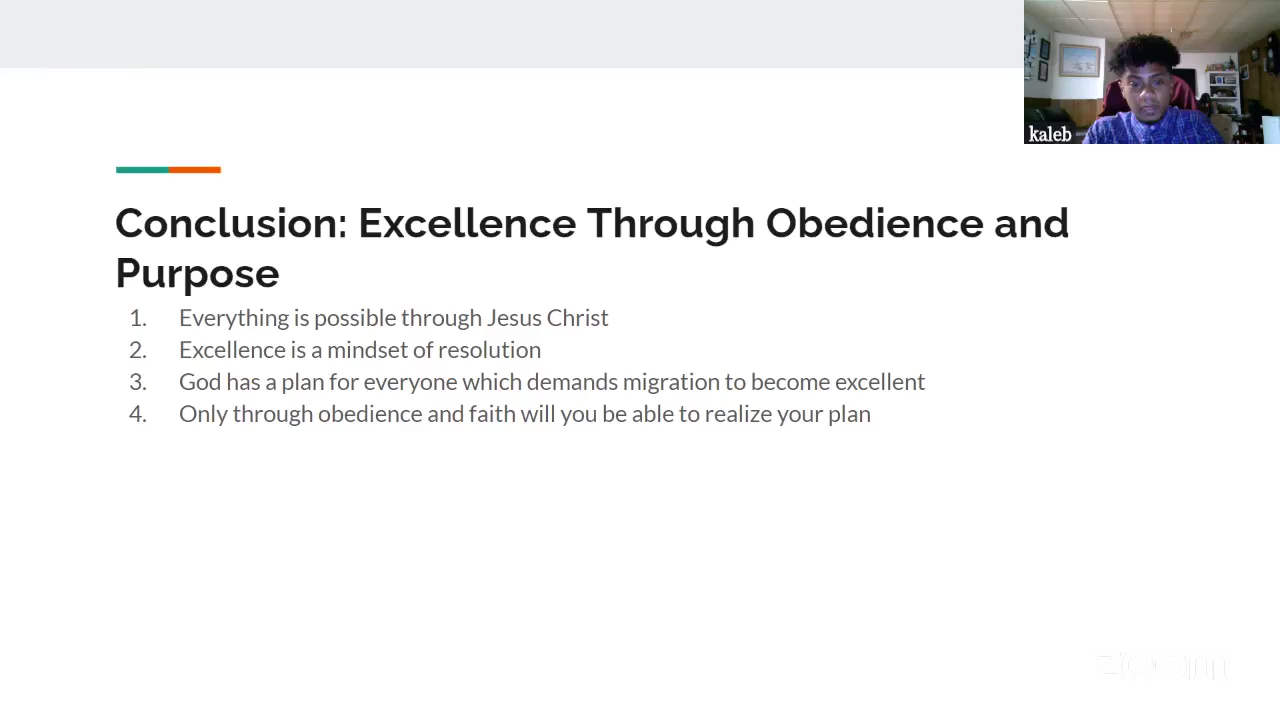 kaleb
Conclusion: Excellence Through Obedience and
Purpose
1. Everything is possible through Jesus Christ
2. Excellence is a mindset of resolution
3. God has a plan for everyone which demands migration to become excellent
4. Only through obedience and faith will you be able to realize your plan
zoom